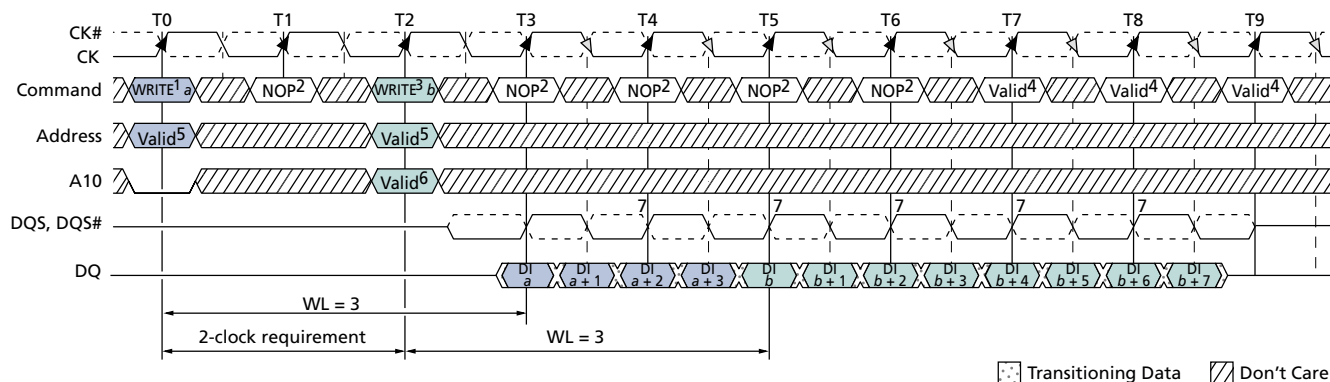 T0 T1 T2 T3 T4 T5 T6 T7 T8 T9
CK#
CK
Command WRITE1 a NOP2 WRITE3 b NOP2 NOP2 NOP2 NOP2 Valid4 Valid4 Valid4
Address Valid5 Valid5
A10 Valid6
7 7 7 7 7
DQS, DQS#
DQ DI a DI a + 1 DI a + 2 DI a + 3 DI b DI b + 1 DI b + 2 DI b + 3 DI b + 4 DI b + 5 DI b + 6 DI b + 7
WL = 3
2-clock requirement WL = 3
Transitioning Data Don't Care